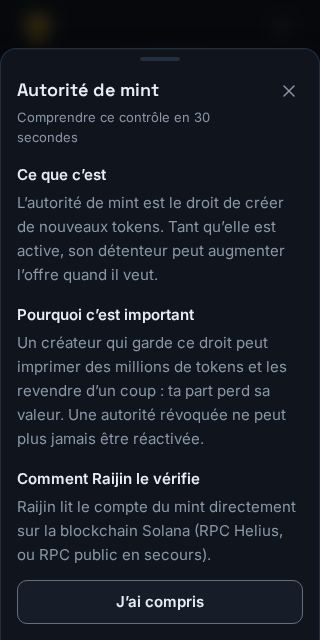 Autorité de mint
Comprendre ce contrôle en 30
secondes
Ce que c’est
L’autorité de mint est le droit de créer
de nouveaux tokens. Tant qu’elle est
active, son détenteur peut augmenter
l’offre quand il veut.
Pourquoi c’est important
Un créateur qui garde ce droit peut
imprimer des millions de tokens et les
revendre d’un coup : ta part perd sa
valeur. Une autorité révoquée ne peut
plus jamais être réactivée.
Comment Raijin le vérifie
Raijin lit le compte du mint directement
sur la blockchain Solana (RPC Helius,
ou RPC public en secours).
J’ai compris